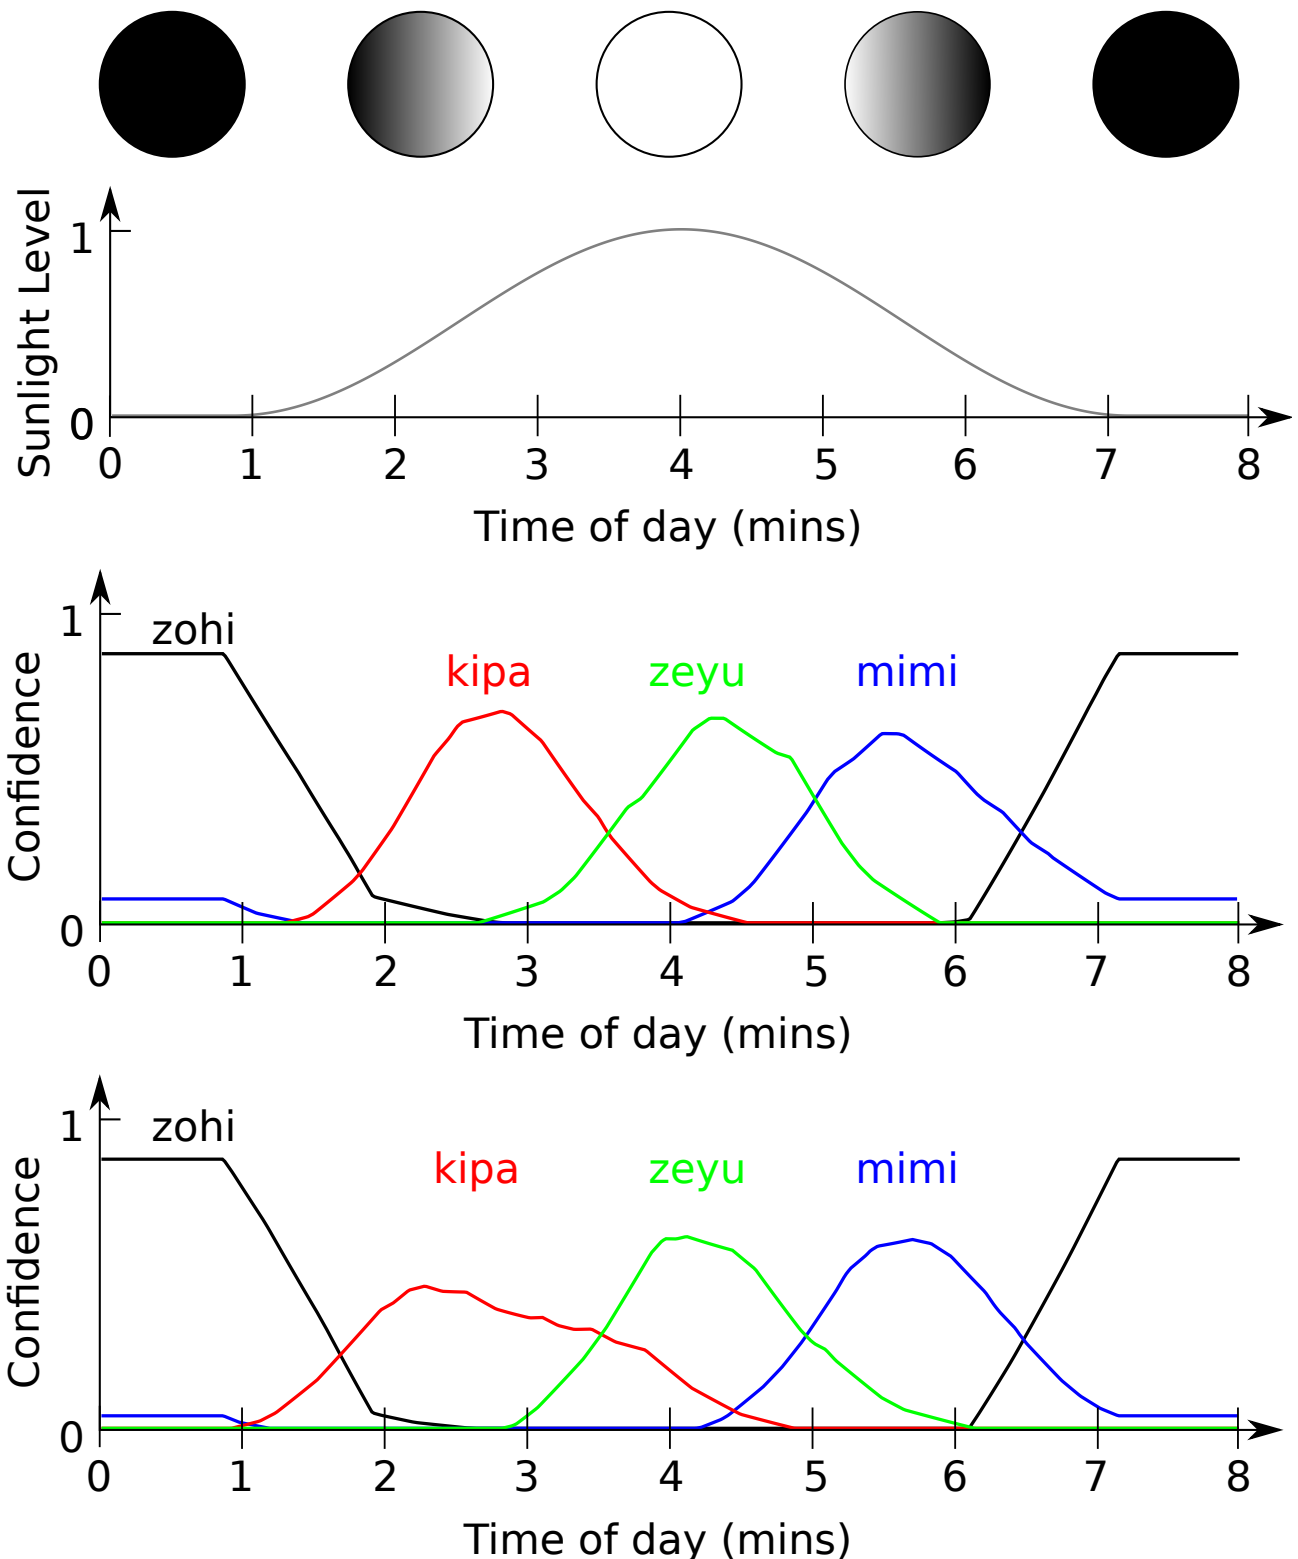 Sunlight Level
1
0
0 1 2 3 4 5 6 7 8
Time of day (mins)
Confidence
1
zohi
kipa zeyu mimi
0
0 1 2 3 4 5 6 7 8
Time of day (mins)
Confidence
1
zohi
kipa zeyu mimi
0
0 1 2 3 4 5 6 7 8
Time of day (mins)